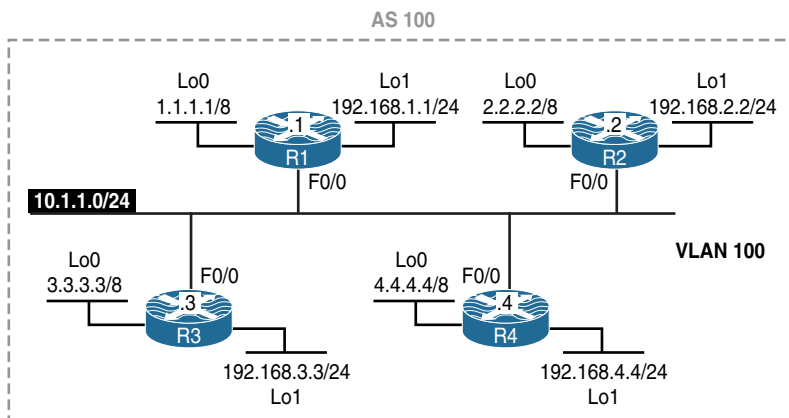 AS 100
Lo0
1.1.1.1/8
Lo1
192.168.1.1/24
.1
R1
F0/0
Lo0
2.2.2.2/8
Lo1
192.168.2.2/24
.2
R2
F0/0
10.1.1.0/24
VLAN 100
Lo0
3.3.3.3/8
F0/0
.3
R3
192.168.3.3/24
Lo1
Lo0
4.4.4.4/8
F0/0
.4
R4
192.168.4.4/24
Lo1